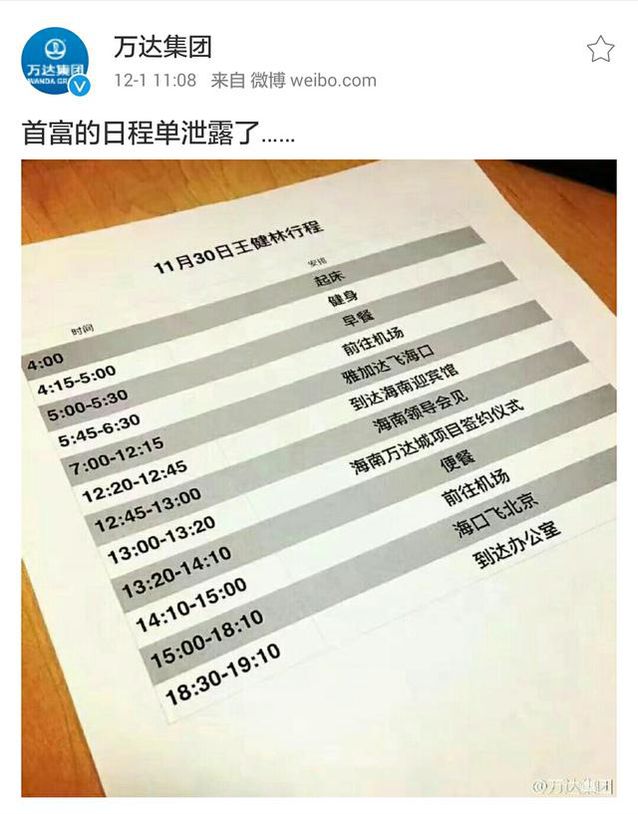 万达集团
WANDA GR
万达集团
12-1 11:08 来自 微博 weibo.com
首富的日程单泄露了......
11月30日王健林行程
时间 安排
4:00 起床
4:15-5:00 健身
5:00-5:30 早餐
5:45-6:30 前往机场
7:00-12:15 雅加达飞海口
12:20-12:45 到达海南迎宾馆
12:45-13:00 海南领导会见
13:00-13:20 海南万达城项目签约仪式
13:20-14:10 便餐
14:10-15:00 前往机场
15:00-18:10 海口飞北京
18:30-19:10 到达办公室
@万达集团